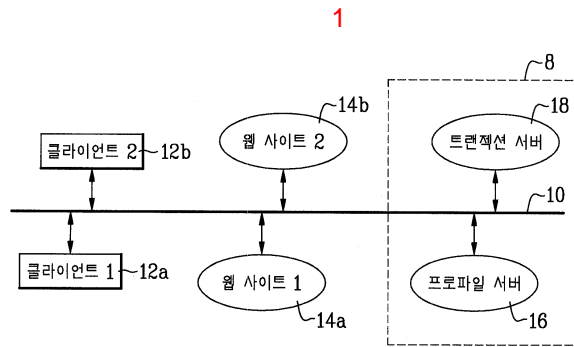 1
8
14b
18
클라이언트 2
12b
웹 사이트 2
트랜젝션 서버
10
클라이언트 1
12a
웹 사이트 1
프로파일 서버
14a
16